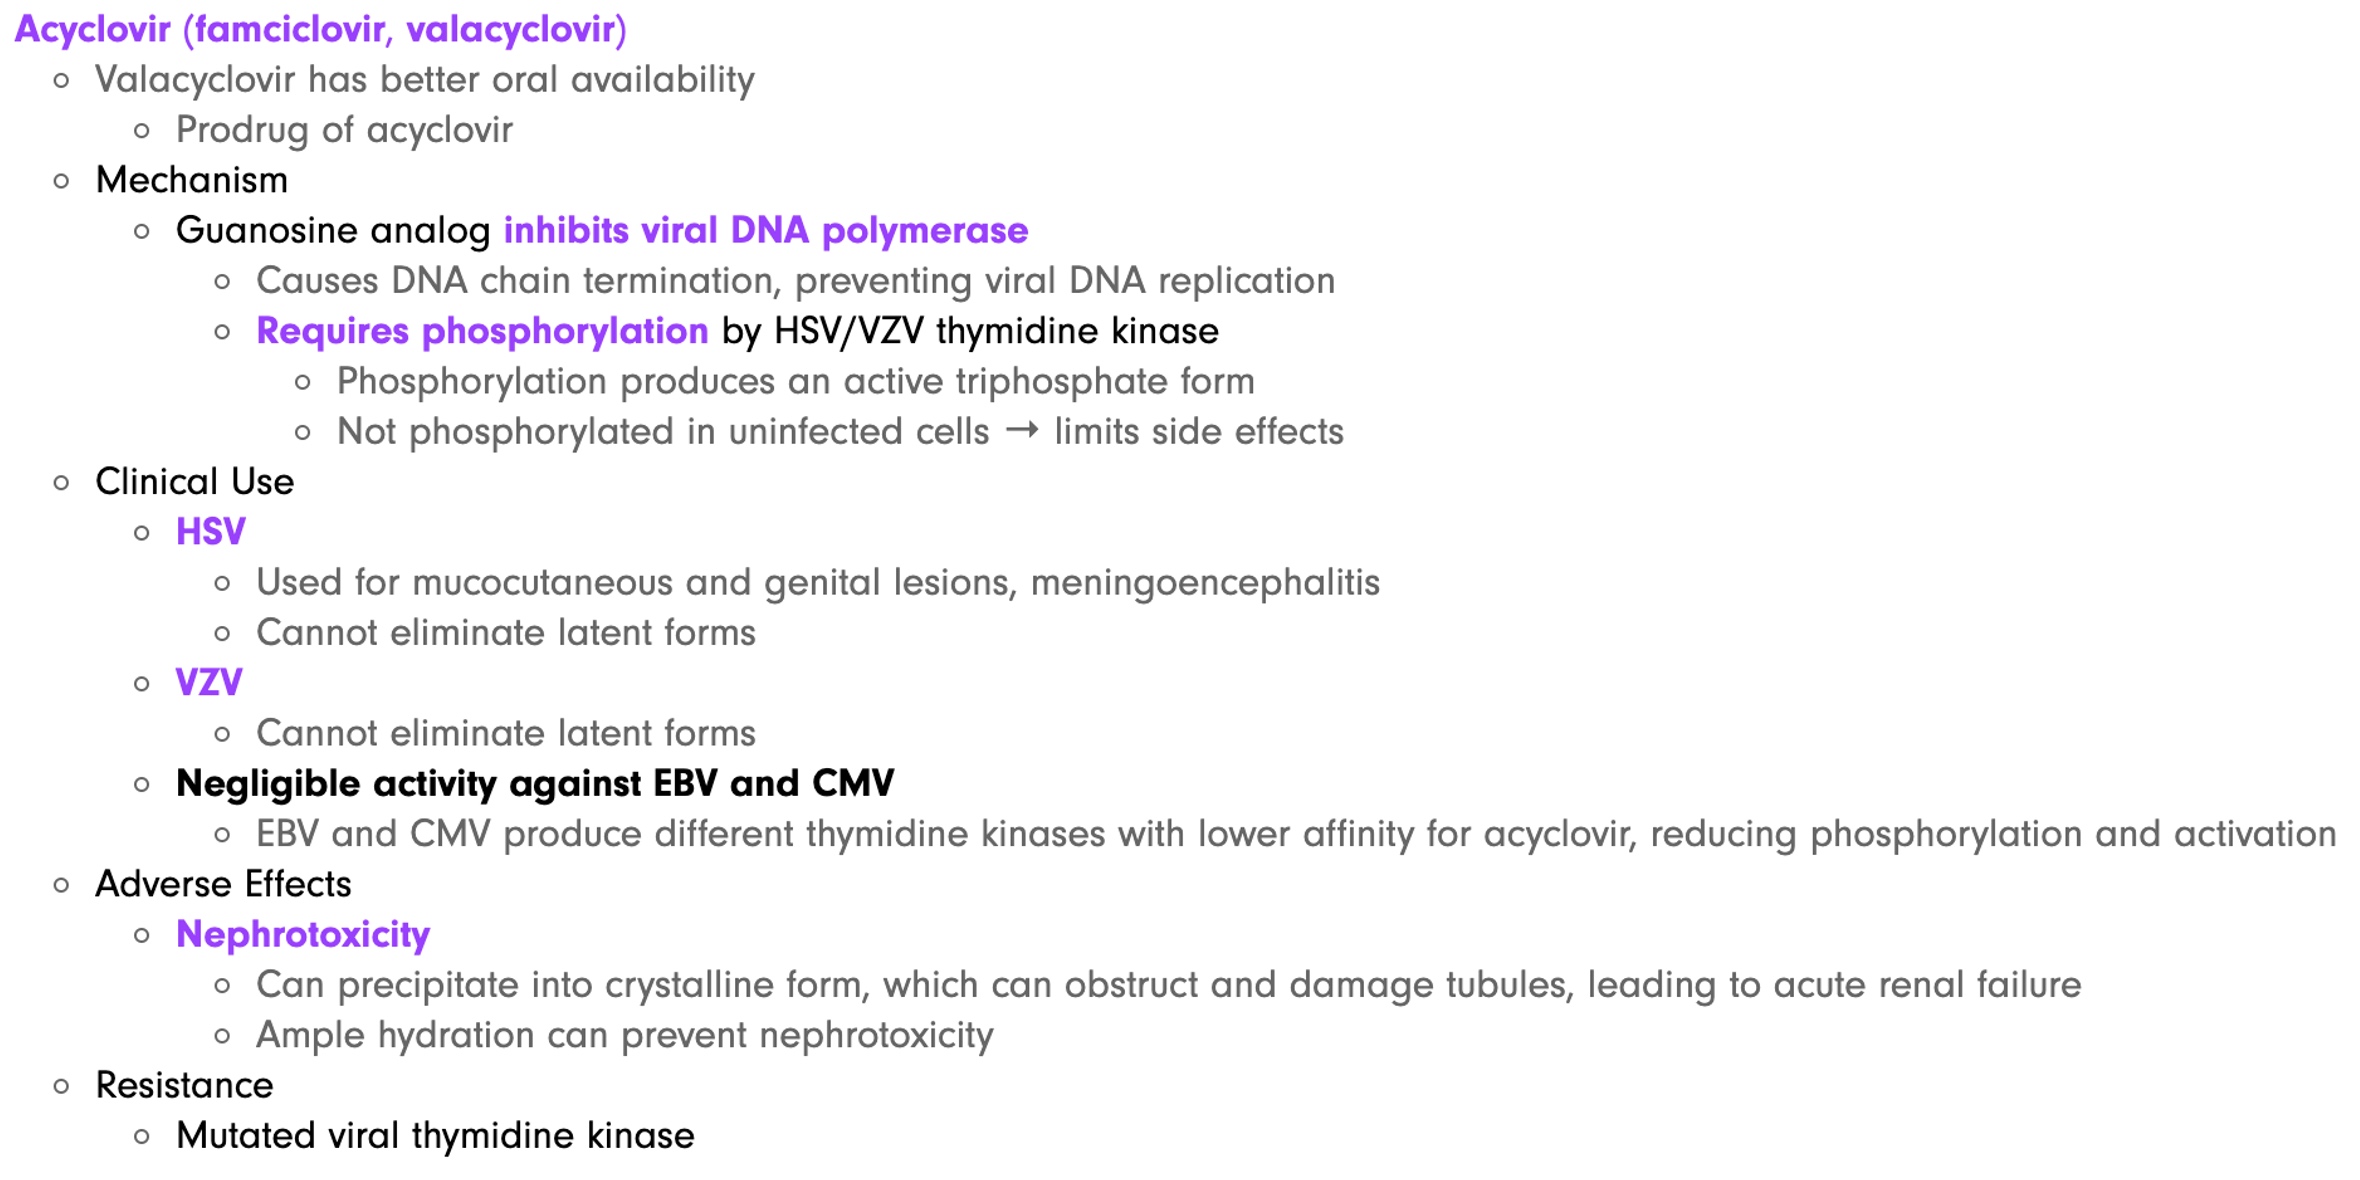 Acyclovir (famciclovir, valacyclovir)
Valacyclovir has better oral availability
Prodrug of acyclovir
Mechanism
Guanosine analog inhibits viral DNA polymerase
Causes DNA chain termination, preventing viral DNA replication
Requires phosphorylation by HSV/VZV thymidine kinase
Phosphorylation produces an active triphosphate form
Not phosphorylated in uninfected cells → limits side effects
Clinical Use
HSV
Used for mucocutaneous and genital lesions, meningoencephalitis
Cannot eliminate latent forms
VZV
Cannot eliminate latent forms
Negligible activity against EBV and CMV
EBV and CMV produce different thymidine kinases with lower affinity for acyclovir, reducing phosphorylation and activation
Adverse Effects
Nephrotoxicity
Can precipitate into crystalline form, which can obstruct and damage tubules, leading to acute renal failure
Ample hydration can prevent nephrotoxicity
Resistance
Mutated viral thymidine kinase